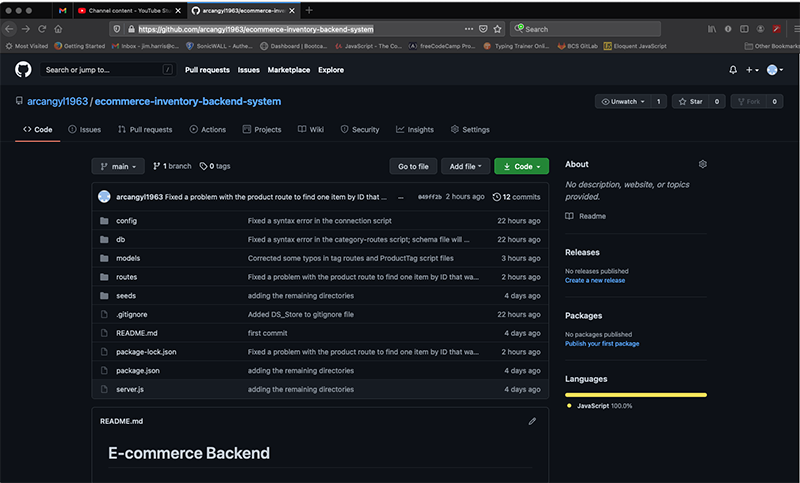 Channel content - YouTube Stu
arcangyl1963/ecommerce-inven
https://github.com/arcangyl1963/ecommerce-inventory-backend-system
Search
Most Visited
Getting Started
Imported Bookmarks
jim.harris@c...
SonicWALL - Authe...
Dashboard | Bootca...
JavaScript - The Com...
freeCodeCamp Pro...
Typing Trainer Onlin...
BCS GitLab
Eloquent JavaScript
Other Bookmarks
Search or jump to...
/
Pull requests
Issues
Marketplace
Explore
arcangyl1963 / ecommerce-inventory-backend-system
Unwatch 1
Star 0
Fork 0
Code
Issues
Pull requests
Actions
Projects
Wiki
Security
Insights
Settings
main
1 branch
0 tags
Go to file
Add file
Code
arcangyl1963 Fixed a problem with the product route to find one item by ID that ... 849ff2b 2 hours ago 12 commits
config Fixed a syntax error in the connection script 22 hours ago
db Fixed a syntax error in the category-routes script; schema file will ... 22 hours ago
models Corrected some typos in tag routes and ProductTag script files 3 hours ago
routes Fixed a problem with the product route to find one item by ID that wa... 2 hours ago
seeds adding the remaining directories 4 days ago
.gitignore Added DS_Store to gitignore file 22 hours ago
README.md first commit 4 days ago
package-lock.json Fixed a problem with the product route to find one item by ID that wa... 2 hours ago
package.json adding the remaining directories 4 days ago
server.js adding the remaining directories 4 days ago
README.md
E-commerce Backend
About
No description, website, or topics
provided.
Readme
Releases
No releases published
Create a new release
Packages
No packages published
Publish your first package
Languages
JavaScript 100.0%